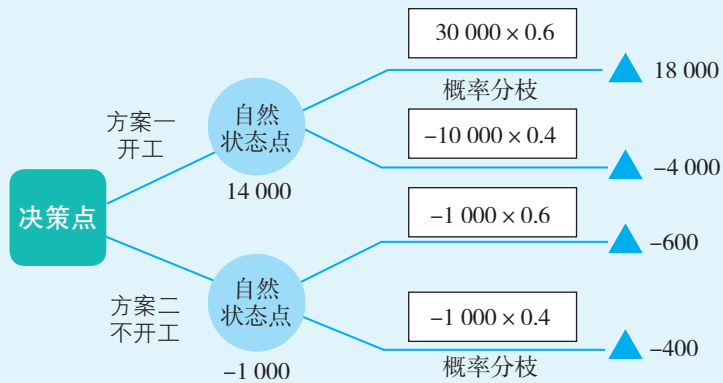 30 000 × 0.6
18 000
概率分枝
自然
状态点
方案一
开工
-10 000 × 0.4
-4 000
14 000
决策点
-1 000 × 0.6
-600
自然
状态点
方案二
不开工
-1 000 × 0.4
-400
概率分枝
-1 000